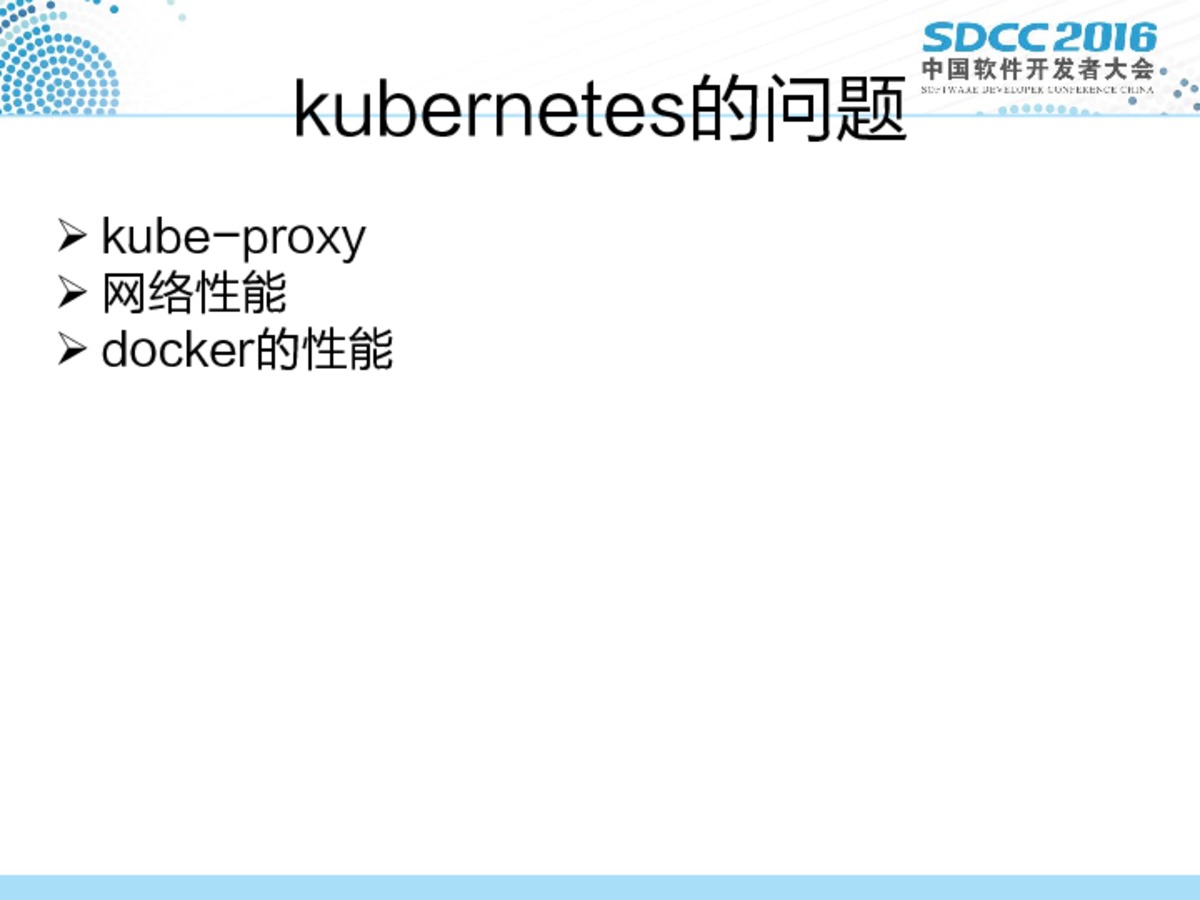 SDCC 2016
中国软件开发者大会
SOFTWARE DEVELOPER CONFERENCE CHINA
kubernetes的问题
kube-proxy
网络性能
docker的性能